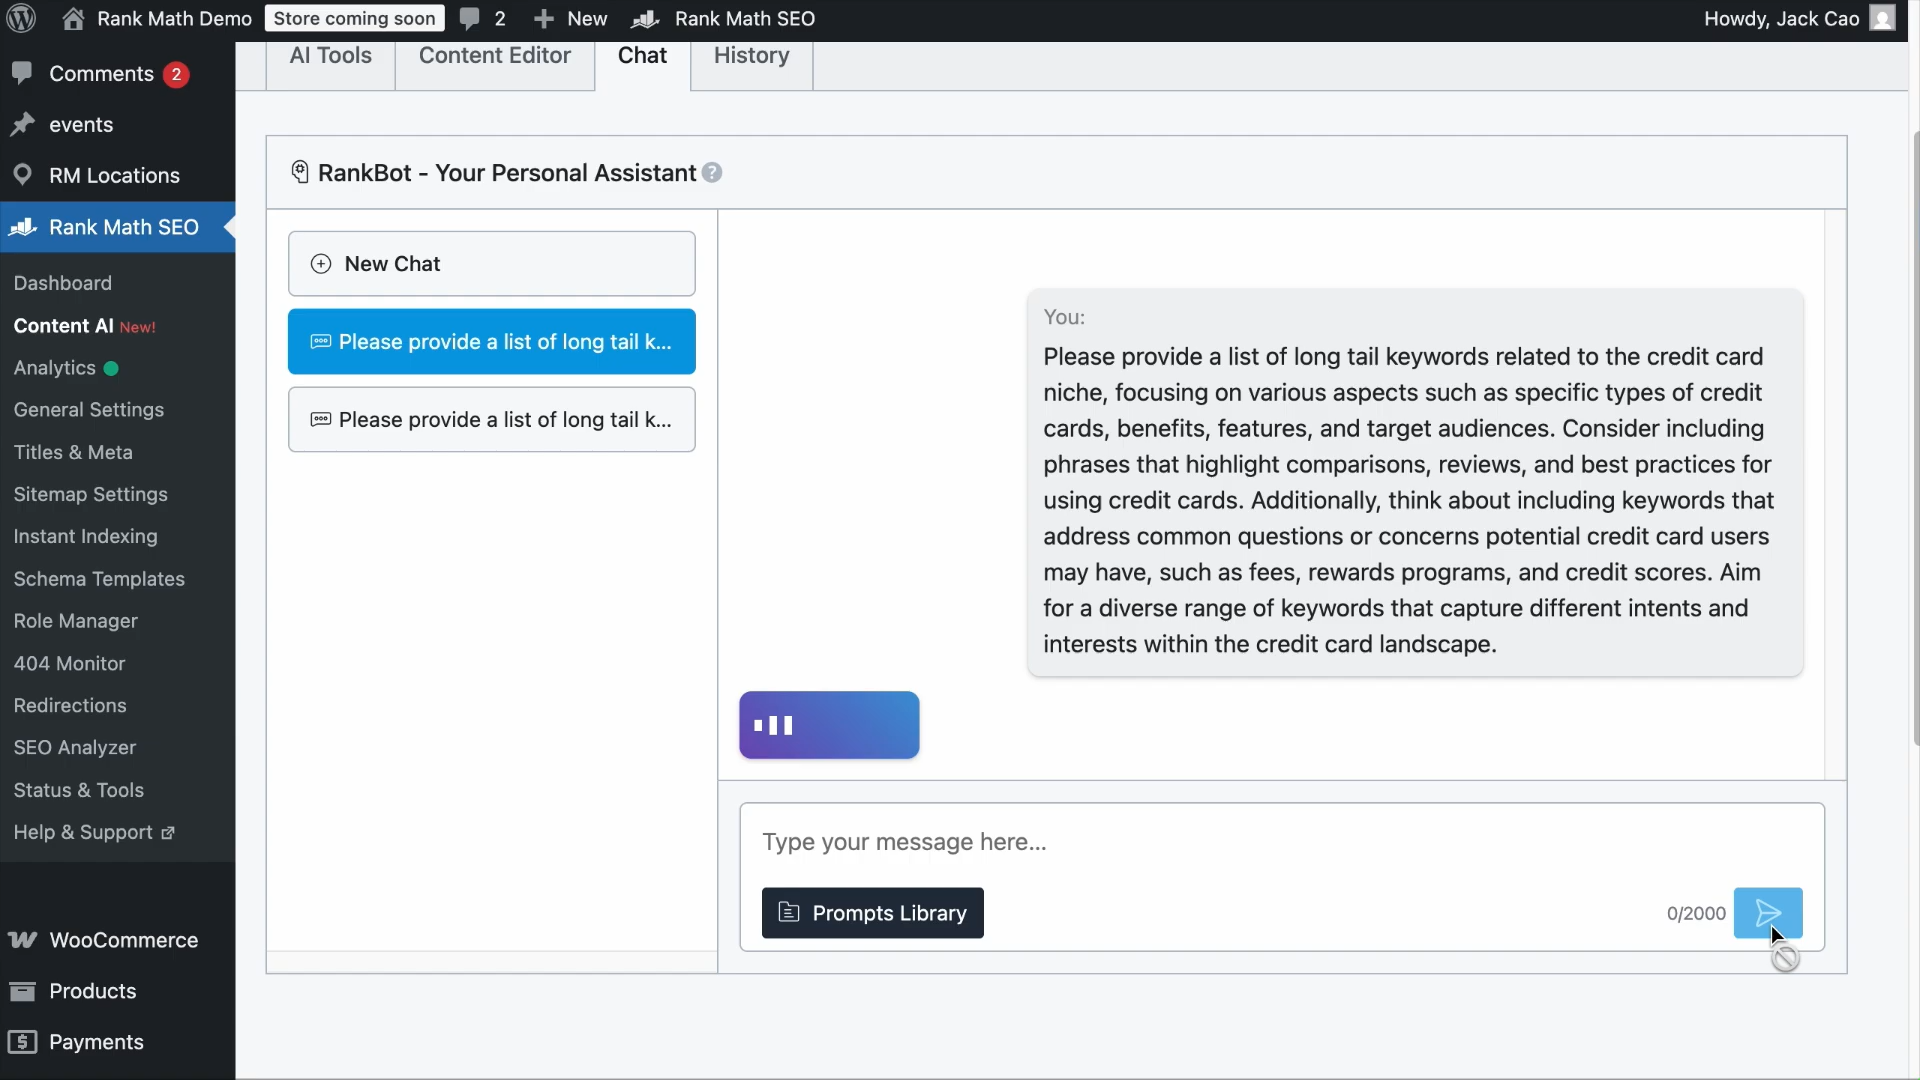 Rank Math Demo Store coming soon 2 New Rank Math SEO Howdy, Jack Cao
Comments 2
events
RM Locations
Rank Math SEO
Dashboard
Content AI New!
Analytics
General Settings
Titles & Meta
Sitemap Settings
Instant Indexing
Schema Templates
Role Manager
404 Monitor
Redirections
SEO Analyzer
Status & Tools
Help & Support
WooCommerce
Products
Payments
AI Tools Content Editor Chat History
RankBot - Your Personal Assistant ?
New Chat
Please provide a list of long tail k...
Please provide a list of long tail k...
You:
Please provide a list of long tail keywords related to the credit card
niche, focusing on various aspects such as specific types of credit
cards, benefits, features, and target audiences. Consider including
phrases that highlight comparisons, reviews, and best practices for
using credit cards. Additionally, think about including keywords that
address common questions or concerns potential credit card users
may have, such as fees, rewards programs, and credit scores. Aim
for a diverse range of keywords that capture different intents and
interests within the credit card landscape.
Type your message here...
Prompts Library
0/2000